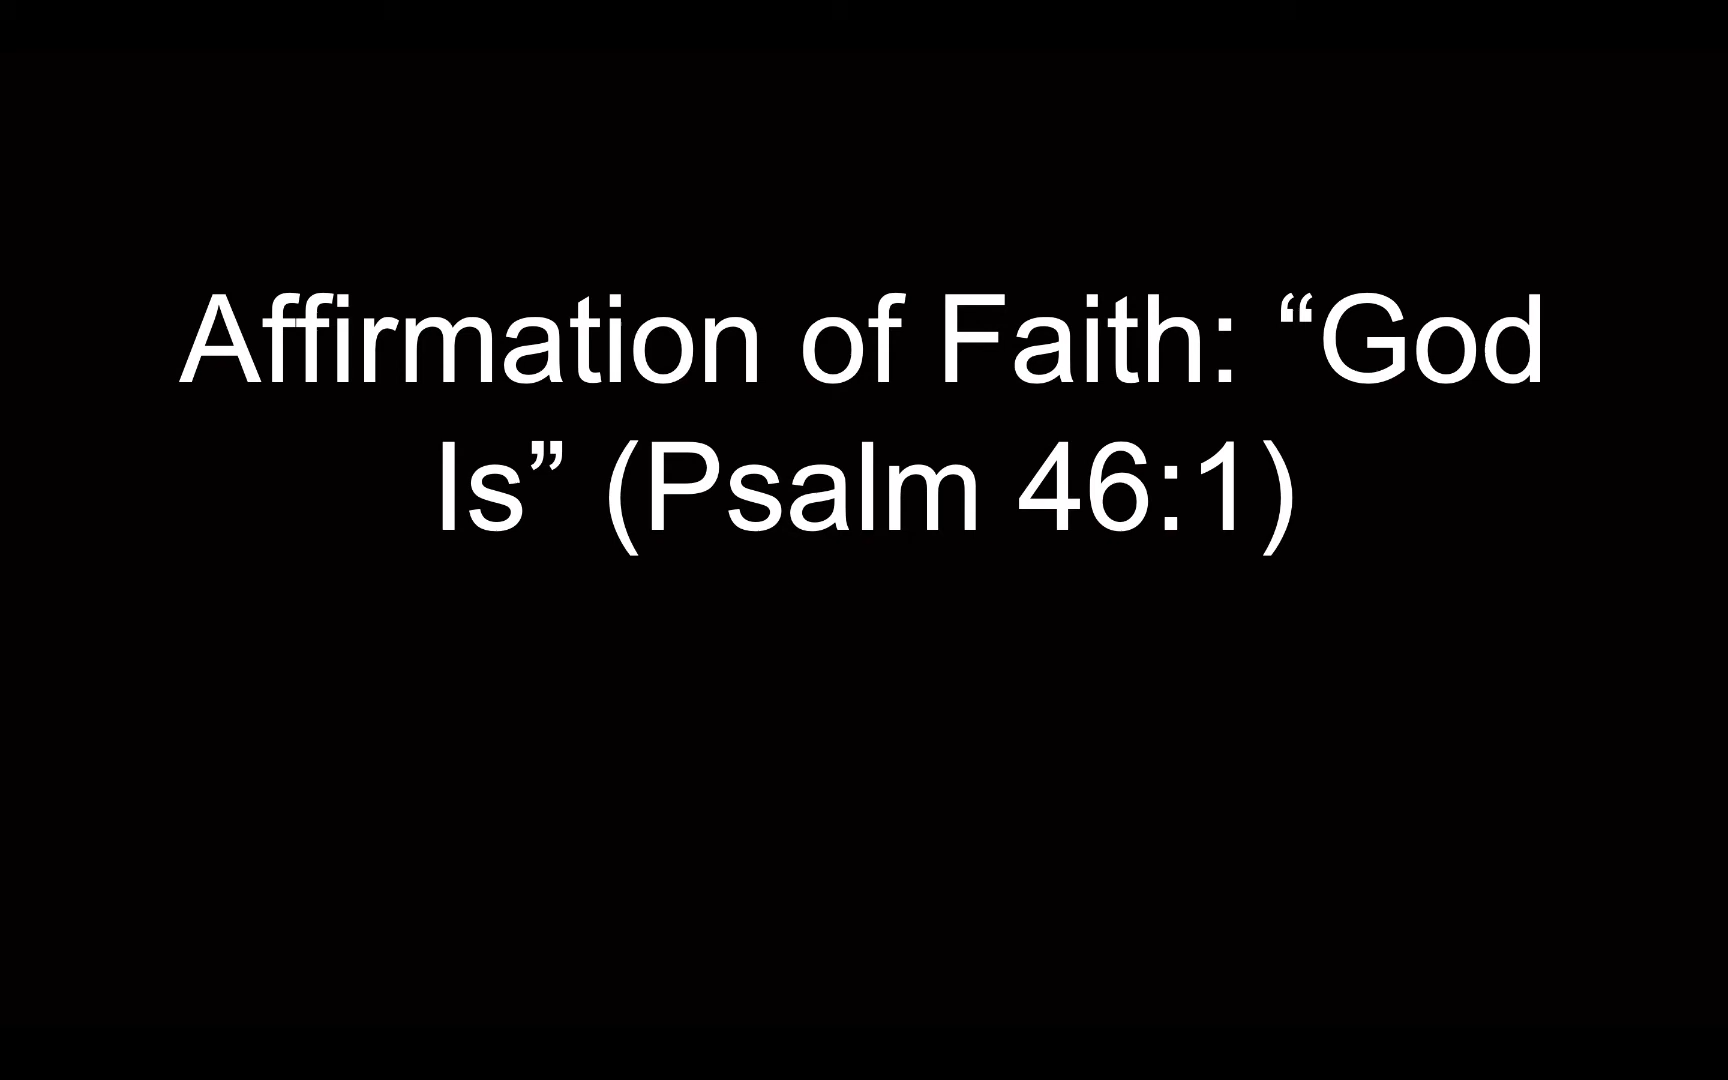 Affirmation of Faith: “God
Is” (Psalm 46:1)